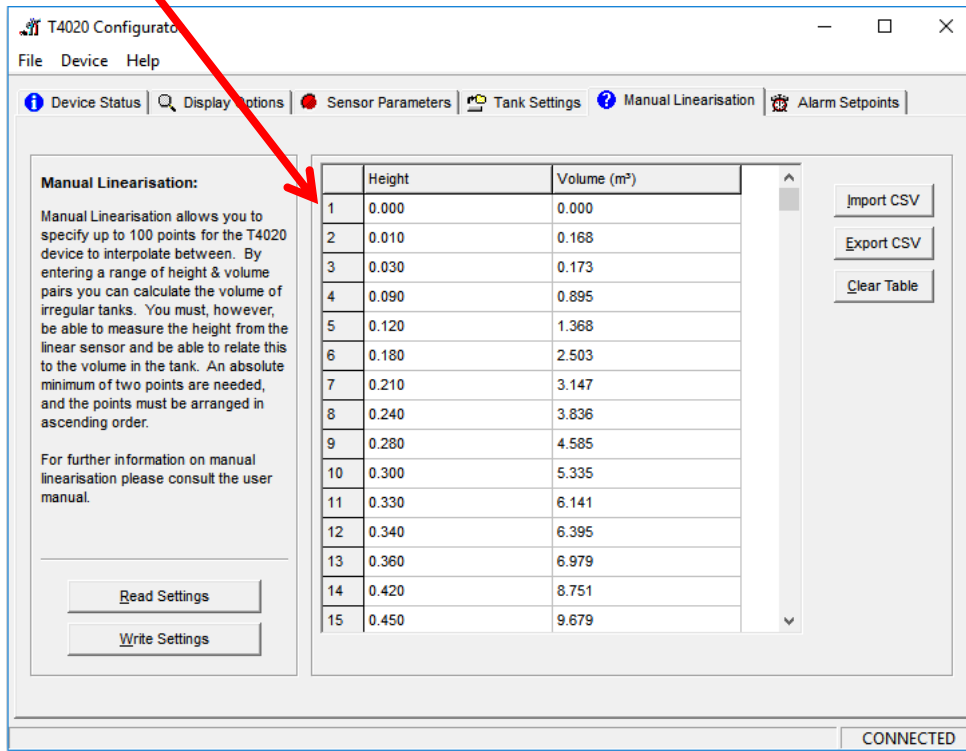 T4020 Configurator
File Device Help
Device Status Display Options Sensor Parameters Tank Settings Manual Linearisation Alarm Setpoints
Manual Linearisation:
Manual Linearisation allows you to
specify up to 100 points for the T4020
device to interpolate between. By
entering a range of height & volume
pairs you can calculate the volume of
irregular tanks. You must, however,
be able to measure the height from the
linear sensor and be able to relate this
to the volume in the tank. An absolute
minimum of two points are needed,
and the points must be arranged in
ascending order.
For further information on manual
linearisation please consult the user
manual.
Read Settings
Write Settings
Height Volume (m³)
1 0.000 0.000
2 0.010 0.168
3 0.030 0.173
4 0.090 0.895
5 0.120 1.368
6 0.180 2.503
7 0.210 3.147
8 0.240 3.836
9 0.280 4.585
10 0.300 5.335
11 0.330 6.141
12 0.340 6.395
13 0.360 6.979
14 0.420 8.751
15 0.450 9.679
Import CSV
Export CSV
Clear Table
CONNECTED